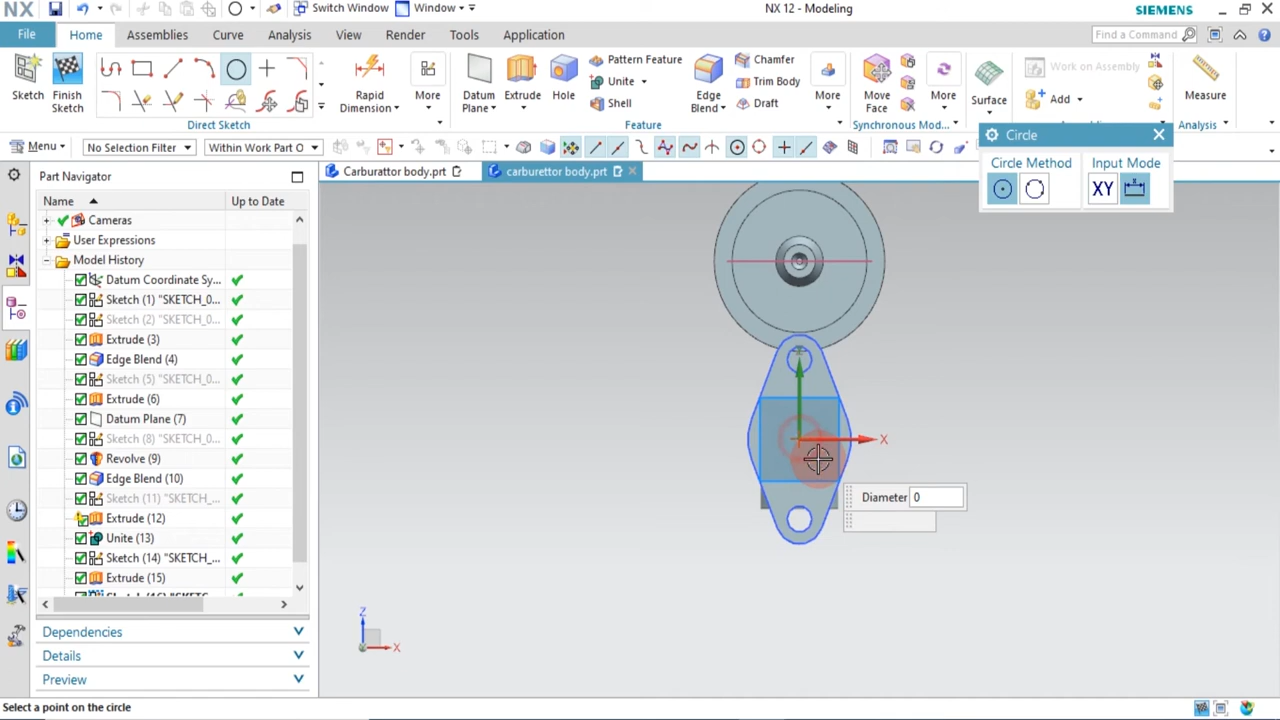 NX
Switch Window
Window
NX 12 - Modeling
SIEMENS
File
Home
Assemblies
Curve
Analysis
View
Render
Tools
Application
Find a Command
Sketch
Finish
Sketch
Direct Sketch
Rapid
Dimension
More
Datum
Plane
Extrude
Hole
Pattern Feature
Unite
Shell
Edge
Blend
Chamfer
Trim Body
Draft
More
Feature
Move
Face
More
Synchronous Mod...
Surface
Work on Assembly
Add
Measure
Analysis
Menu
No Selection Filter
Within Work Part O
Circle
Circle Method
Input Mode
XY
Part Navigator
Carburattor body.prt
carburettor body.prt
Name
Up to Date
Cameras
User Expressions
Model History
Datum Coordinate Sy...
Sketch (1) "SKETCH_0...
Sketch (2) "SKETCH_0...
Extrude (3)
Edge Blend (4)
Sketch (5) "SKETCH_0...
Extrude (6)
Datum Plane (7)
Sketch (8) "SKETCH_0...
Revolve (9)
Edge Blend (10)
Sketch (11) "SKETCH_0...
Extrude (12)
Unite (13)
Sketch (14) "SKETCH_...
Extrude (15)
Dependencies
Details
Preview
X
Diameter 0
Z
X
Select a point on the circle